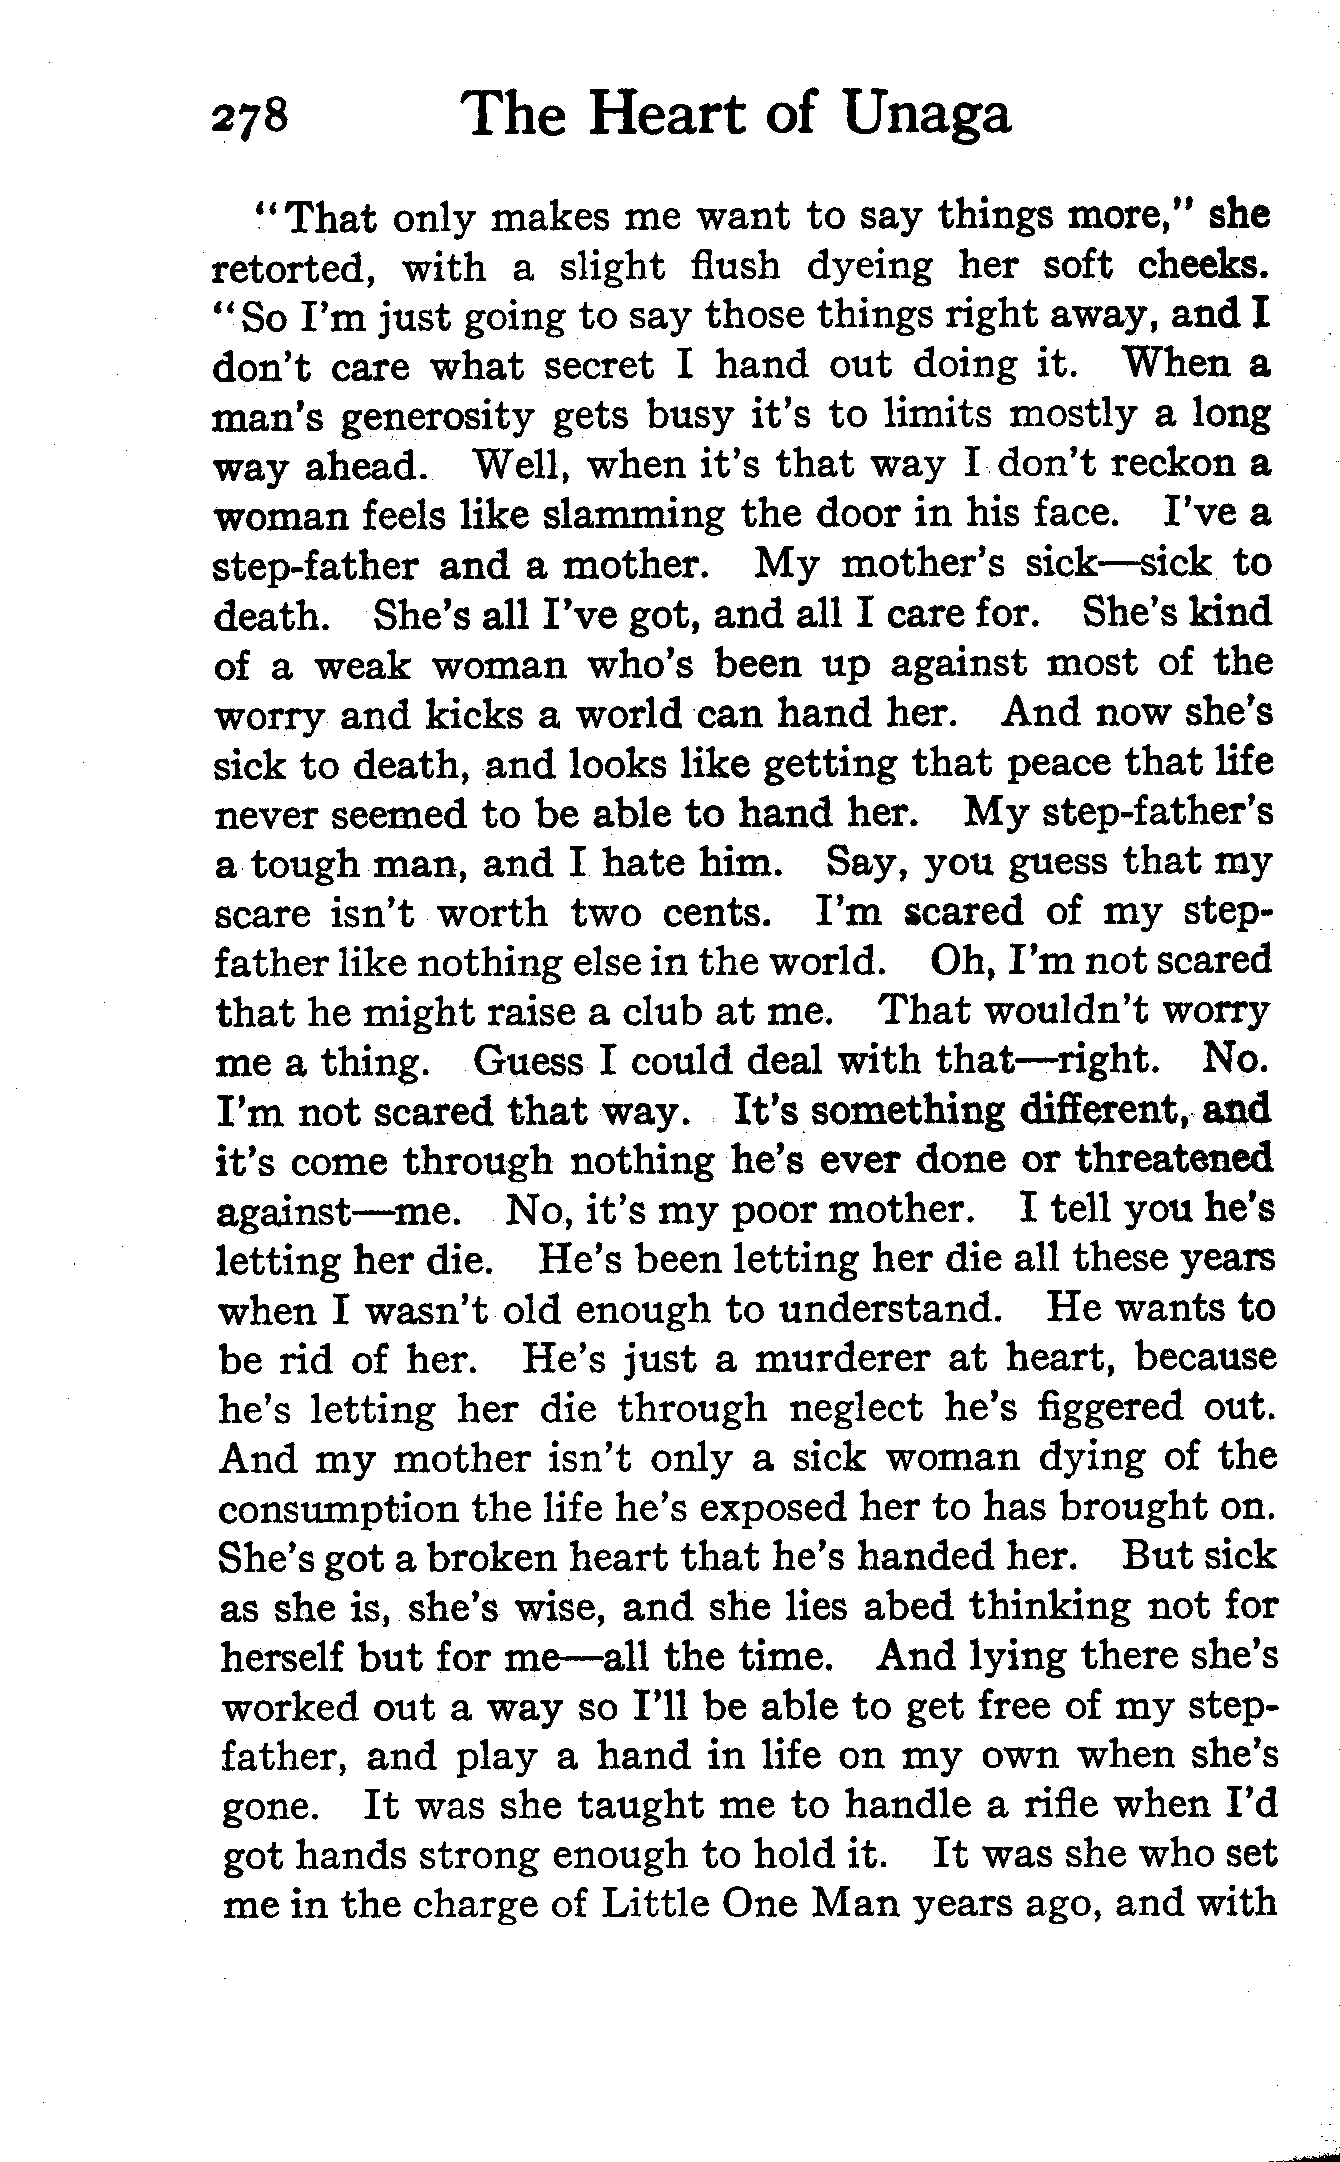 278 The Heart of Unaga
"That only makes me want to say things more," she
retorted, with a slight flush dyeing her soft cheeks.
"So I'm just going to say those things right away, and I
don't care what secret I hand out doing it. When a
man's generosity gets busy it's to limits mostly a long
way ahead. Well, when it's that way I don't reckon a
woman feels like slamming the door in his face. I've a
step-father and a mother. My mother's sick—sick to
death. She's all I've got, and all I care for. She's kind
of a weak woman who's been up against most of the
worry and kicks a world can hand her. And now she's
sick to death, and looks like getting that peace that life
never seemed to be able to hand her. My step-father's
a tough man, and I hate him. Say, you guess that my
scare isn't worth two cents. I'm scared of my step-
father like nothing else in the world. Oh, I'm not scared
that he might raise a club at me. That wouldn't worry
me a thing. Guess I could deal with that—right. No.
I'm not scared that way. It's something different, and
it's come through nothing he's ever done or threatened
against—me. No, it's my poor mother. I tell you he's
letting her die. He's been letting her die all these years
when I wasn't old enough to understand. He wants to
be rid of her. He's just a murderer at heart, because
he's letting her die through neglect he's figgered out.
And my mother isn't only a sick woman dying of the
consumption the life he's exposed her to has brought on.
She's got a broken heart that he's handed her. But sick
as she is, she's wise, and she lies abed thinking not for
herself but for me—all the time. And lying there she's
worked out a way so I'll be able to get free of my step-
father, and play a hand in life on my own when she's
gone. It was she taught me to handle a rifle when I'd
got hands strong enough to hold it. It was she who set
me in the charge of Little One Man years ago, and with